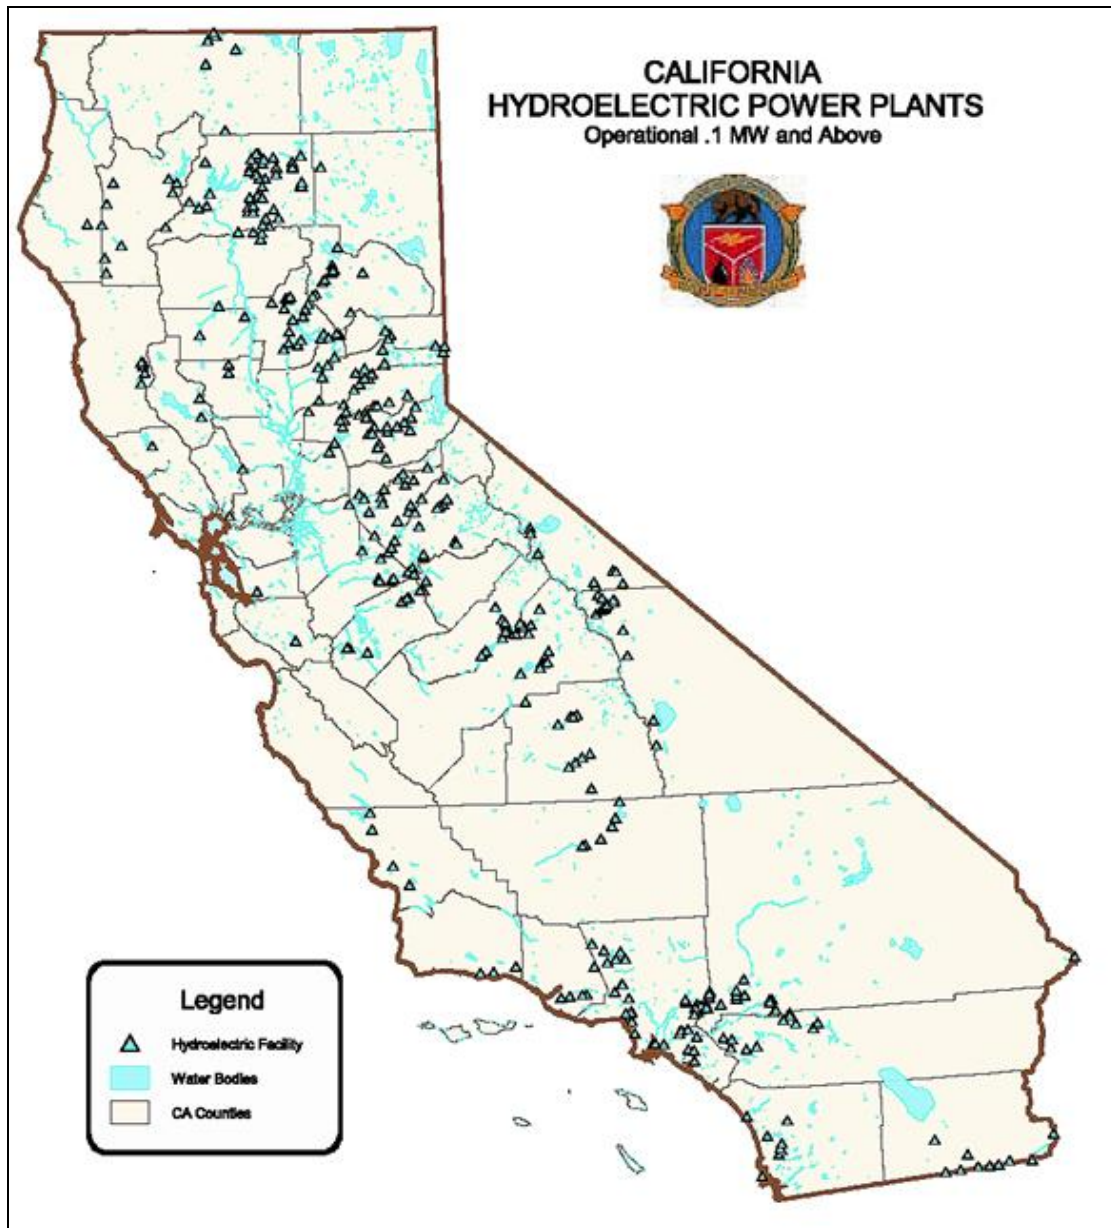 CALIFORNIA
HYDROELECTRIC POWER PLANTS
Operational .1 MW and Above
Legend
Hydroelectric Facility
Water Bodies
CA Counties